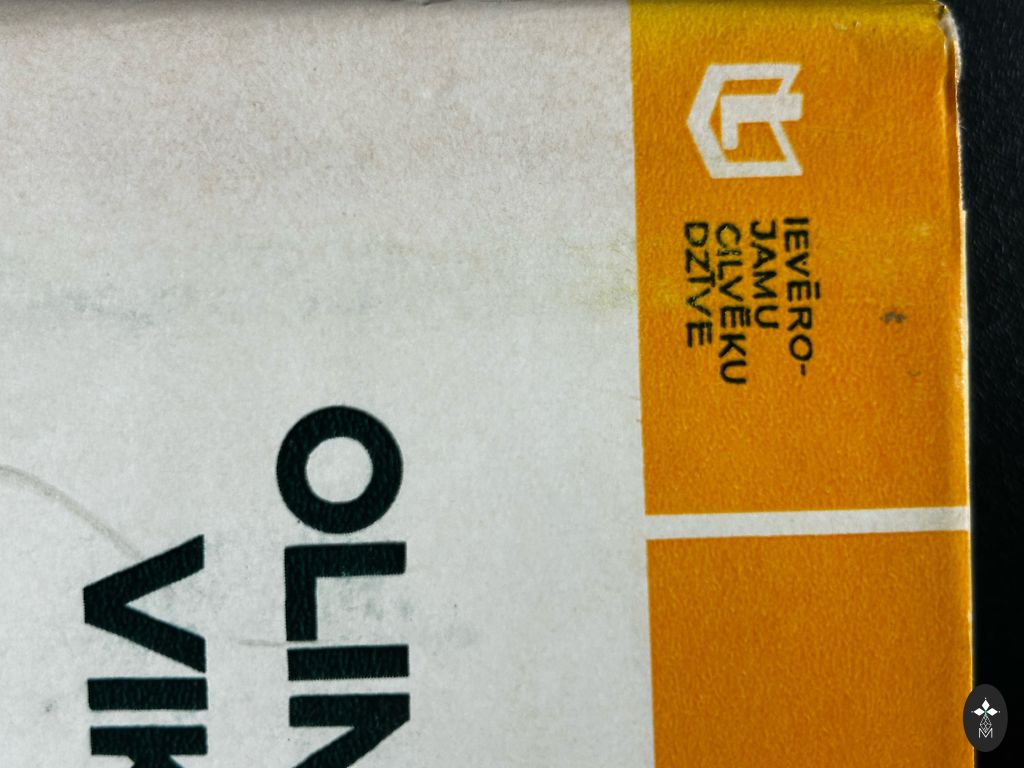 IEVĒRO-
JAMU
CILVĒKU
DZĪVE
OLIN
VIK